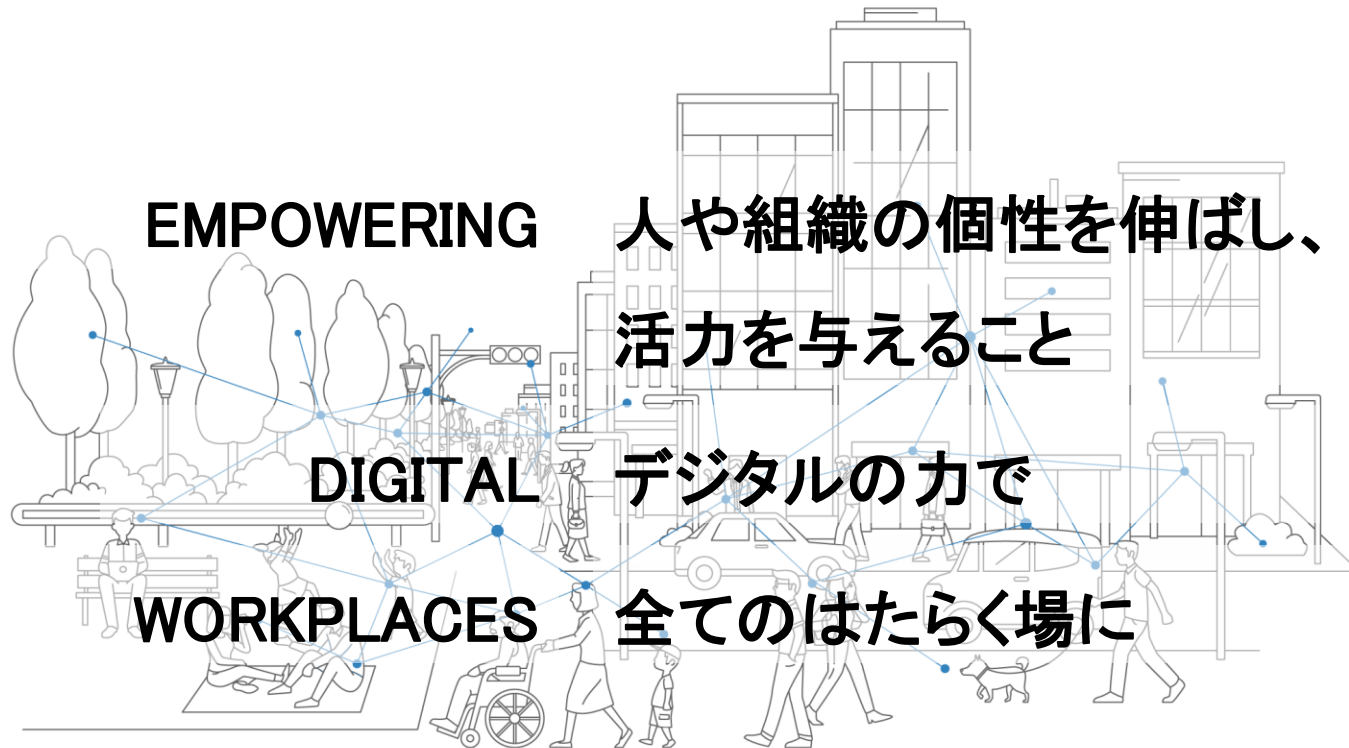 EMPOWERING 人や組織の個性を伸ばし、
活力を与えること
DIGITAL デジタルの力で
WORKPLACES 全てのはたらく場に